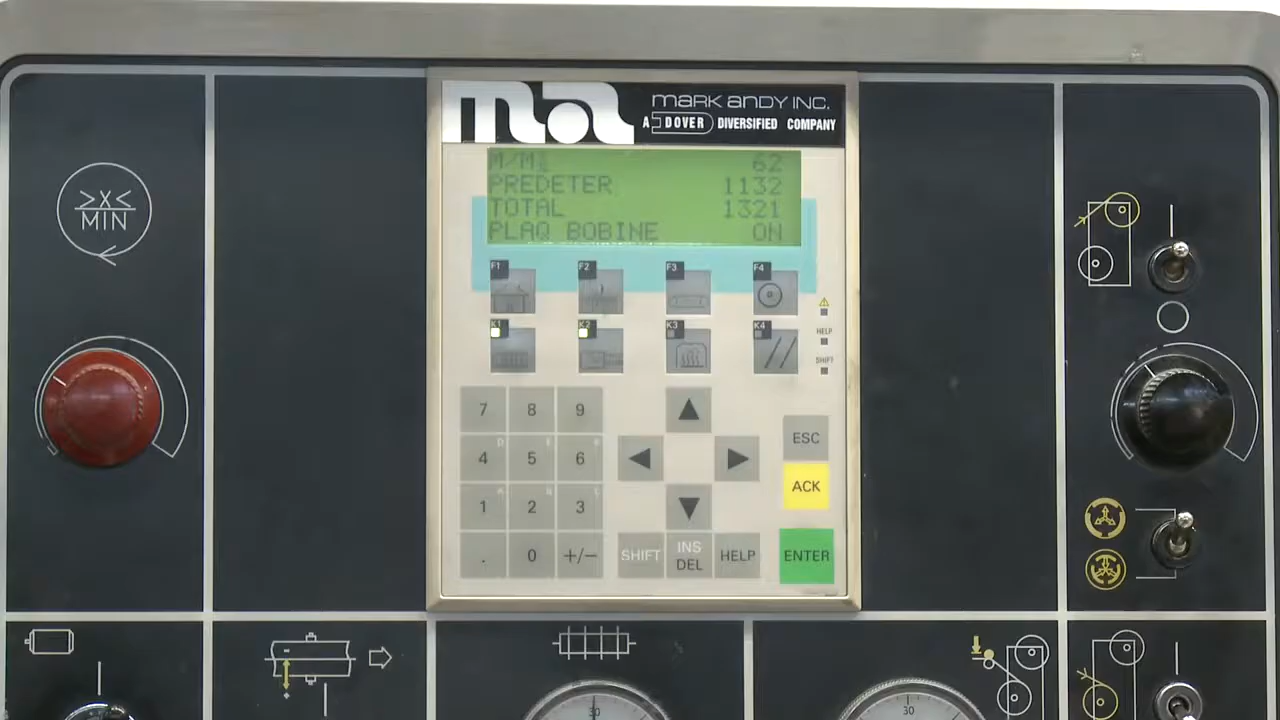 mark andy inc.
A DOVER DIVERSIFIED COMPANY
62
PREDETER 1132
TOTAL 1321
PLAQ BOBINE ON
>X<
MIN
F1 F2 F3 F4
K1 K2 K3 K4
HELP
SHIFT
7 8 9
4 5 6
1 2 3
. 0 +/-
ESC
ACK
SHIFT
INS
DEL
HELP
ENTER
30
30